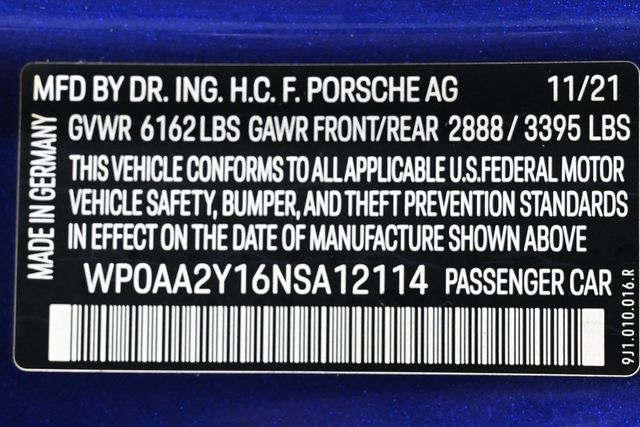 MFD BY DR. ING. H.C. F. PORSCHE AG 11/21
GVWR 6162 LBS GAWR FRONT/REAR 2888 / 3395 LBS
THIS VEHICLE CONFORMS TO ALL APPLICABLE U.S. FEDERAL MOTOR
VEHICLE SAFETY, BUMPER, AND THEFT PREVENTION STANDARDS
IN EFFECT ON THE DATE OF MANUFACTURE SHOWN ABOVE
WP0AA2Y16NSA12114 PASSENGER CAR
MADE IN GERMANY
9J1.010.016.R